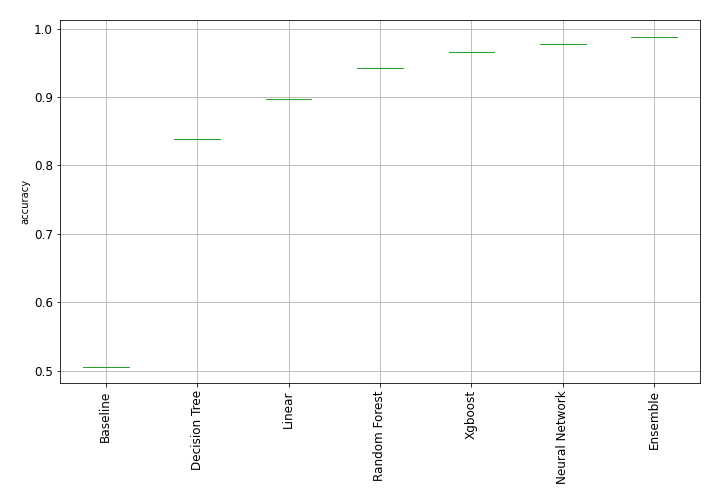 1.0
0.9
0.8
0.7
0.6
0.5
accuracy
Baseline
Decision Tree
Linear
Random Forest
Xgboost
Neural Network
Ensemble